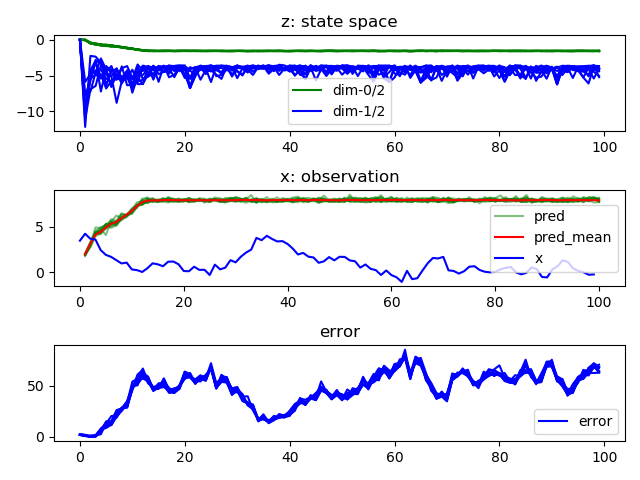 z: state space
0
−5
−10
dim-0/2
dim-1/2
0 20 40 60 80 100
x: observation
5
0
pred
pred_mean
x
0 20 40 60 80 100
error
50
0
error
0 20 40 60 80 100